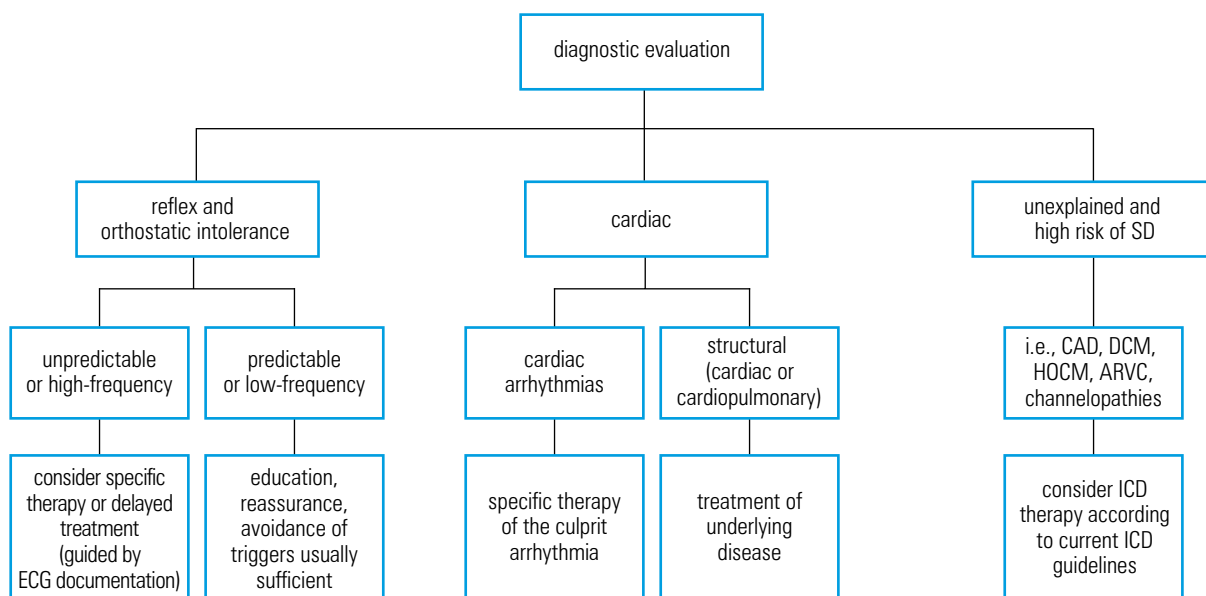 diagnostic evaluation
reflex and
orthostatic intolerance
cardiac
unexplained and
high risk of SD
unpredictable
or high-frequency
predictable
or low-frequency
cardiac
arrhythmias
structural
(cardiac or
cardiopulmonary)
i.e., CAD, DCM,
HOCM, ARVC,
channelopathies
consider specific
therapy or delayed
treatment
(guided by
ECG documentation)
education,
reassurance,
avoidance of
triggers usually
sufficient
specific therapy
of the culprit
arrhythmia
treatment of
underlying
disease
consider ICD
therapy according
to current ICD
guidelines